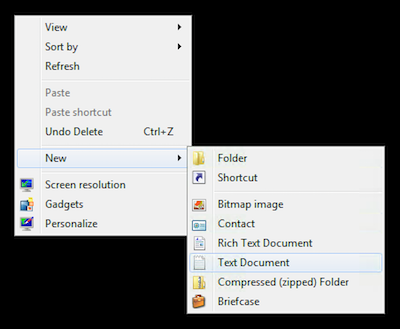 View
Sort by
Refresh
Paste
Paste shortcut
Undo Delete Ctrl+Z
New
Screen resolution
Gadgets
Personalize
Folder
Shortcut
Bitmap image
Contact
Rich Text Document
Text Document
Compressed (zipped) Folder
Briefcase